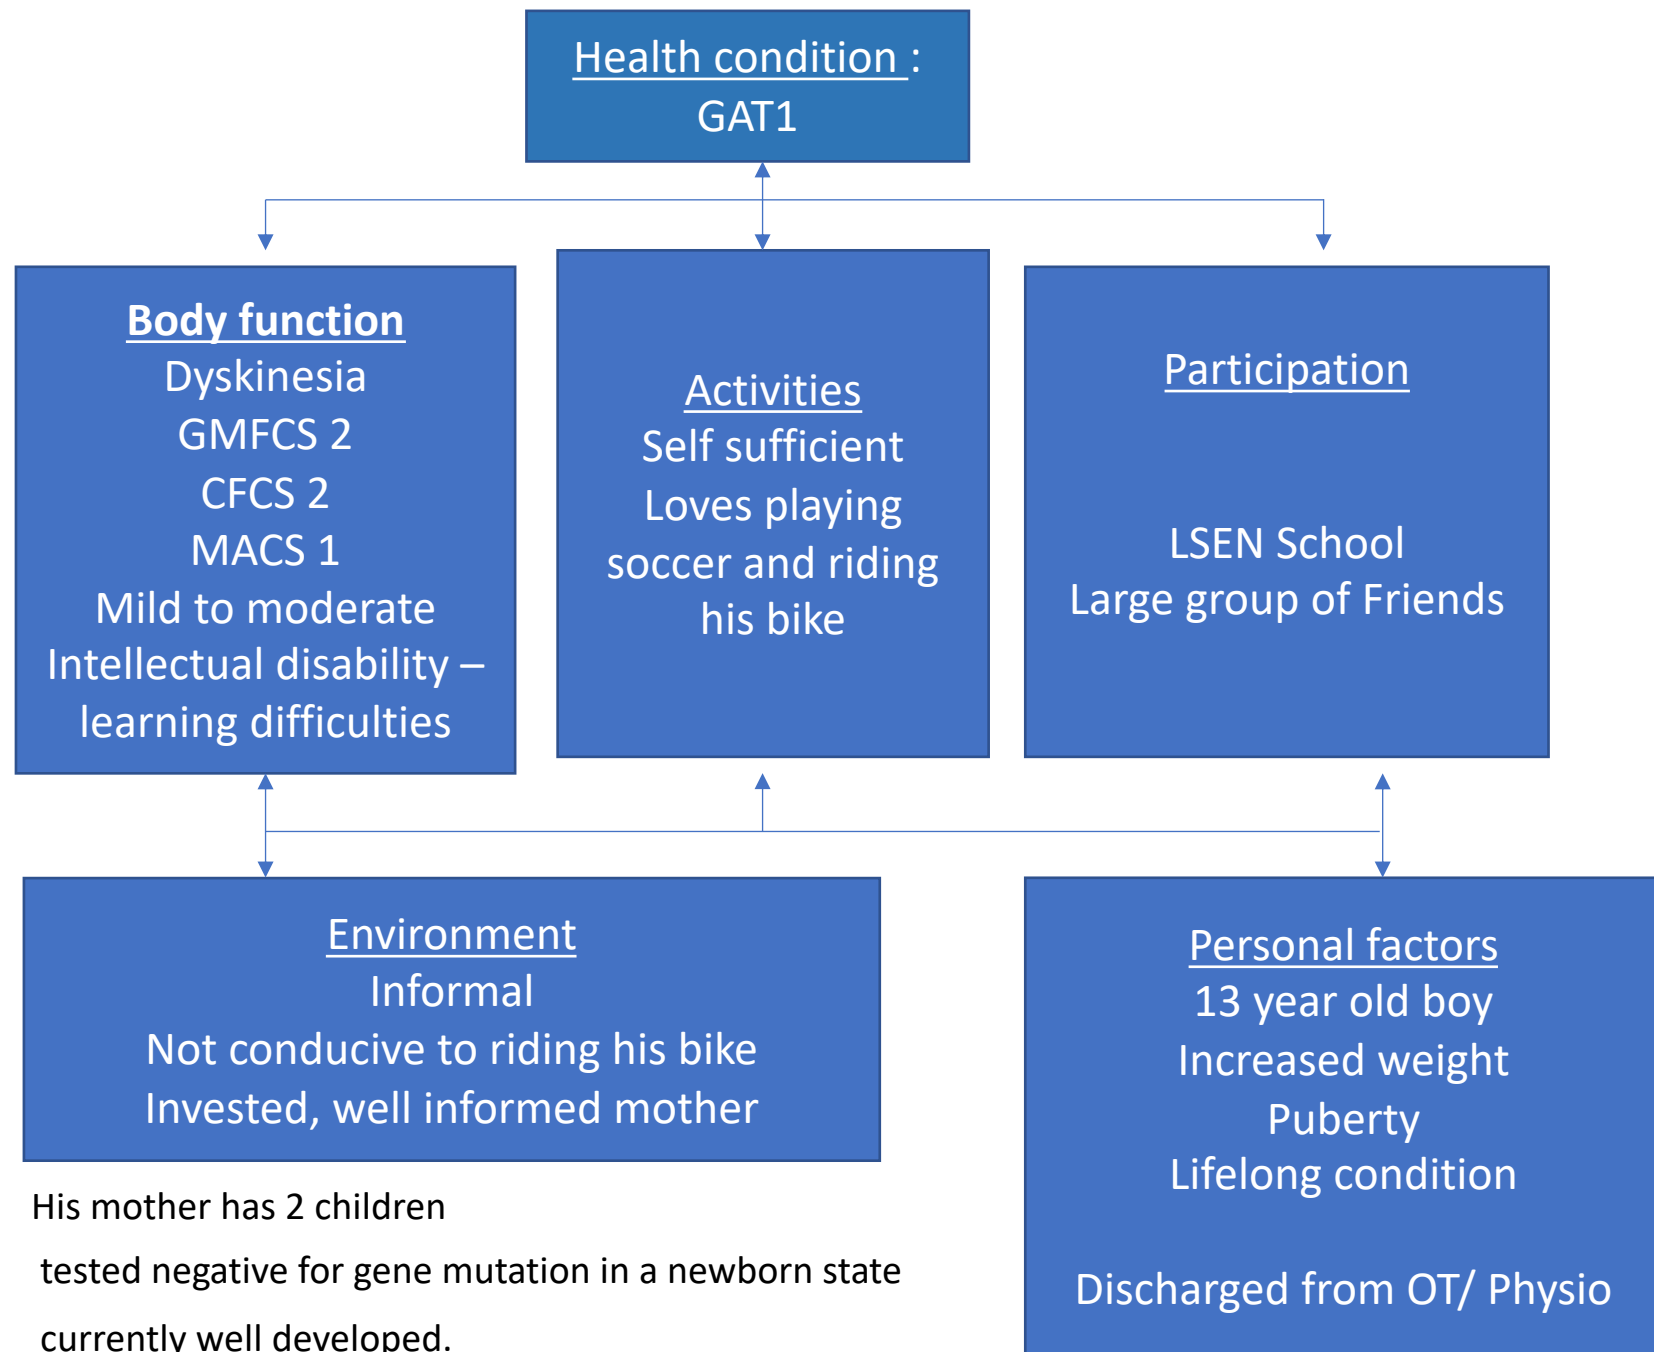 Health condition :
GAT1
Body function
Dyskinesia
GMFCS 2
CFCS 2
MACS 1
Mild to moderate
Intellectual disability –
learning difficulties
Activities
Self sufficient
Loves playing
soccer and riding
his bike
Participation
LSEN School
Large group of Friends
Environment
Informal
Not conducive to riding his bike
Invested, well informed mother
Personal factors
13 year old boy
Increased weight
Puberty
Lifelong condition
Discharged from OT/ Physio
His mother has 2 children
tested negative for gene mutation in a newborn state
currently well developed.